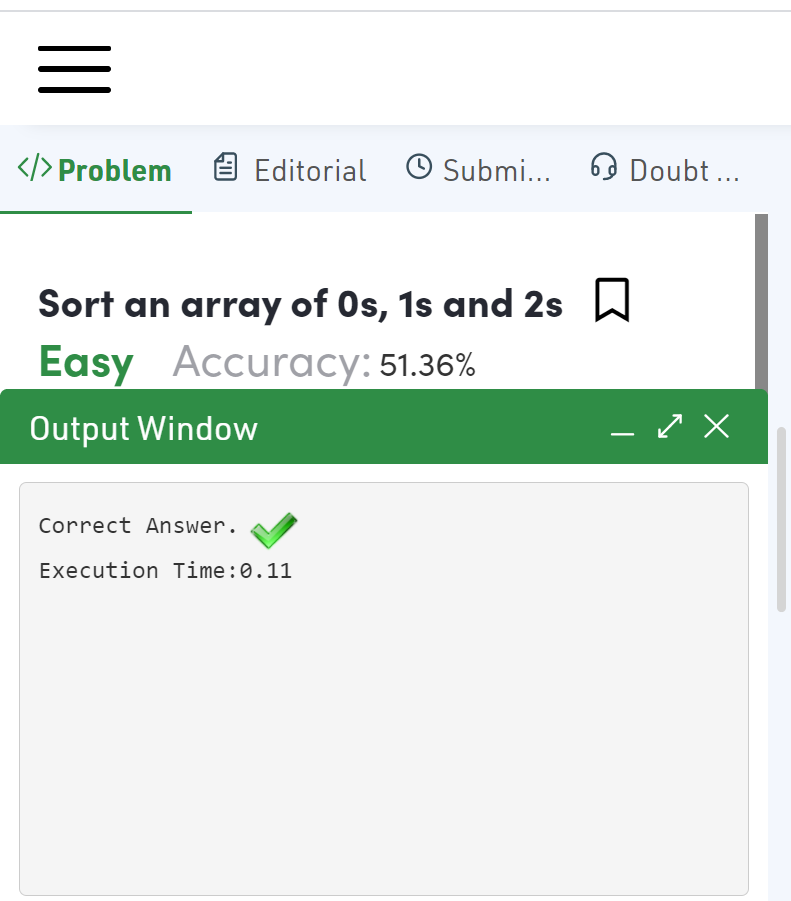 </> Problem Editorial Submi... Doubt ...
Sort an array of 0s, 1s and 2s
Easy Accuracy: 51.36%
Output Window
Correct Answer.
Execution Time:0.11